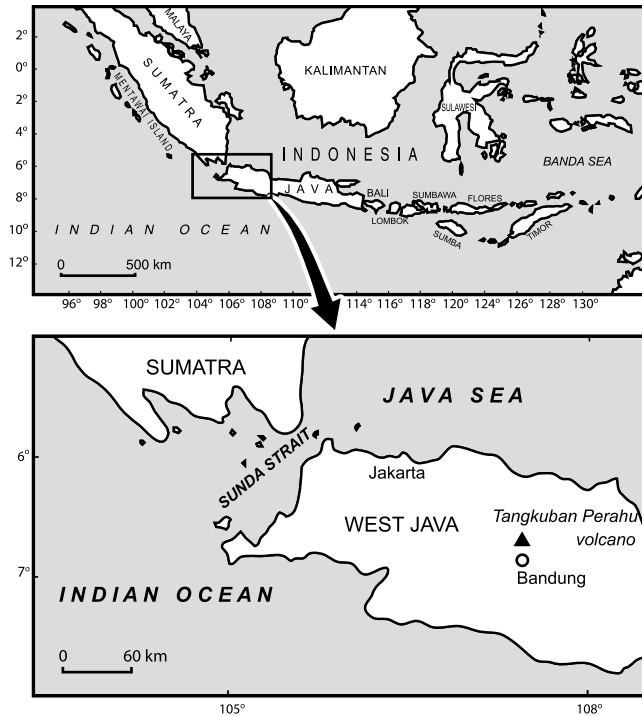 MALAYA
SUMATRA
MENTAWAI ISLAND
KALIMANTAN
SULAWESI
INDONESIA
BANDA SEA
JAVA
BALI
LOMBOK
SUMBAWA
FLORES
SUMBA
TIMOR
INDIAN OCEAN
0 500 km
2°
0°
2°
4°
6°
8°
10°
12°
96° 98° 100° 102° 104° 106° 108° 110° 112° 114° 116° 118° 120° 122° 124° 126° 128° 130°
SUMATRA
JAVA SEA
SUNDA STRAIT
6°
Jakarta
WEST JAVA
Tangkuban Perahu
volcano
Bandung
7°
INDIAN OCEAN
0 60 km
105° 108°